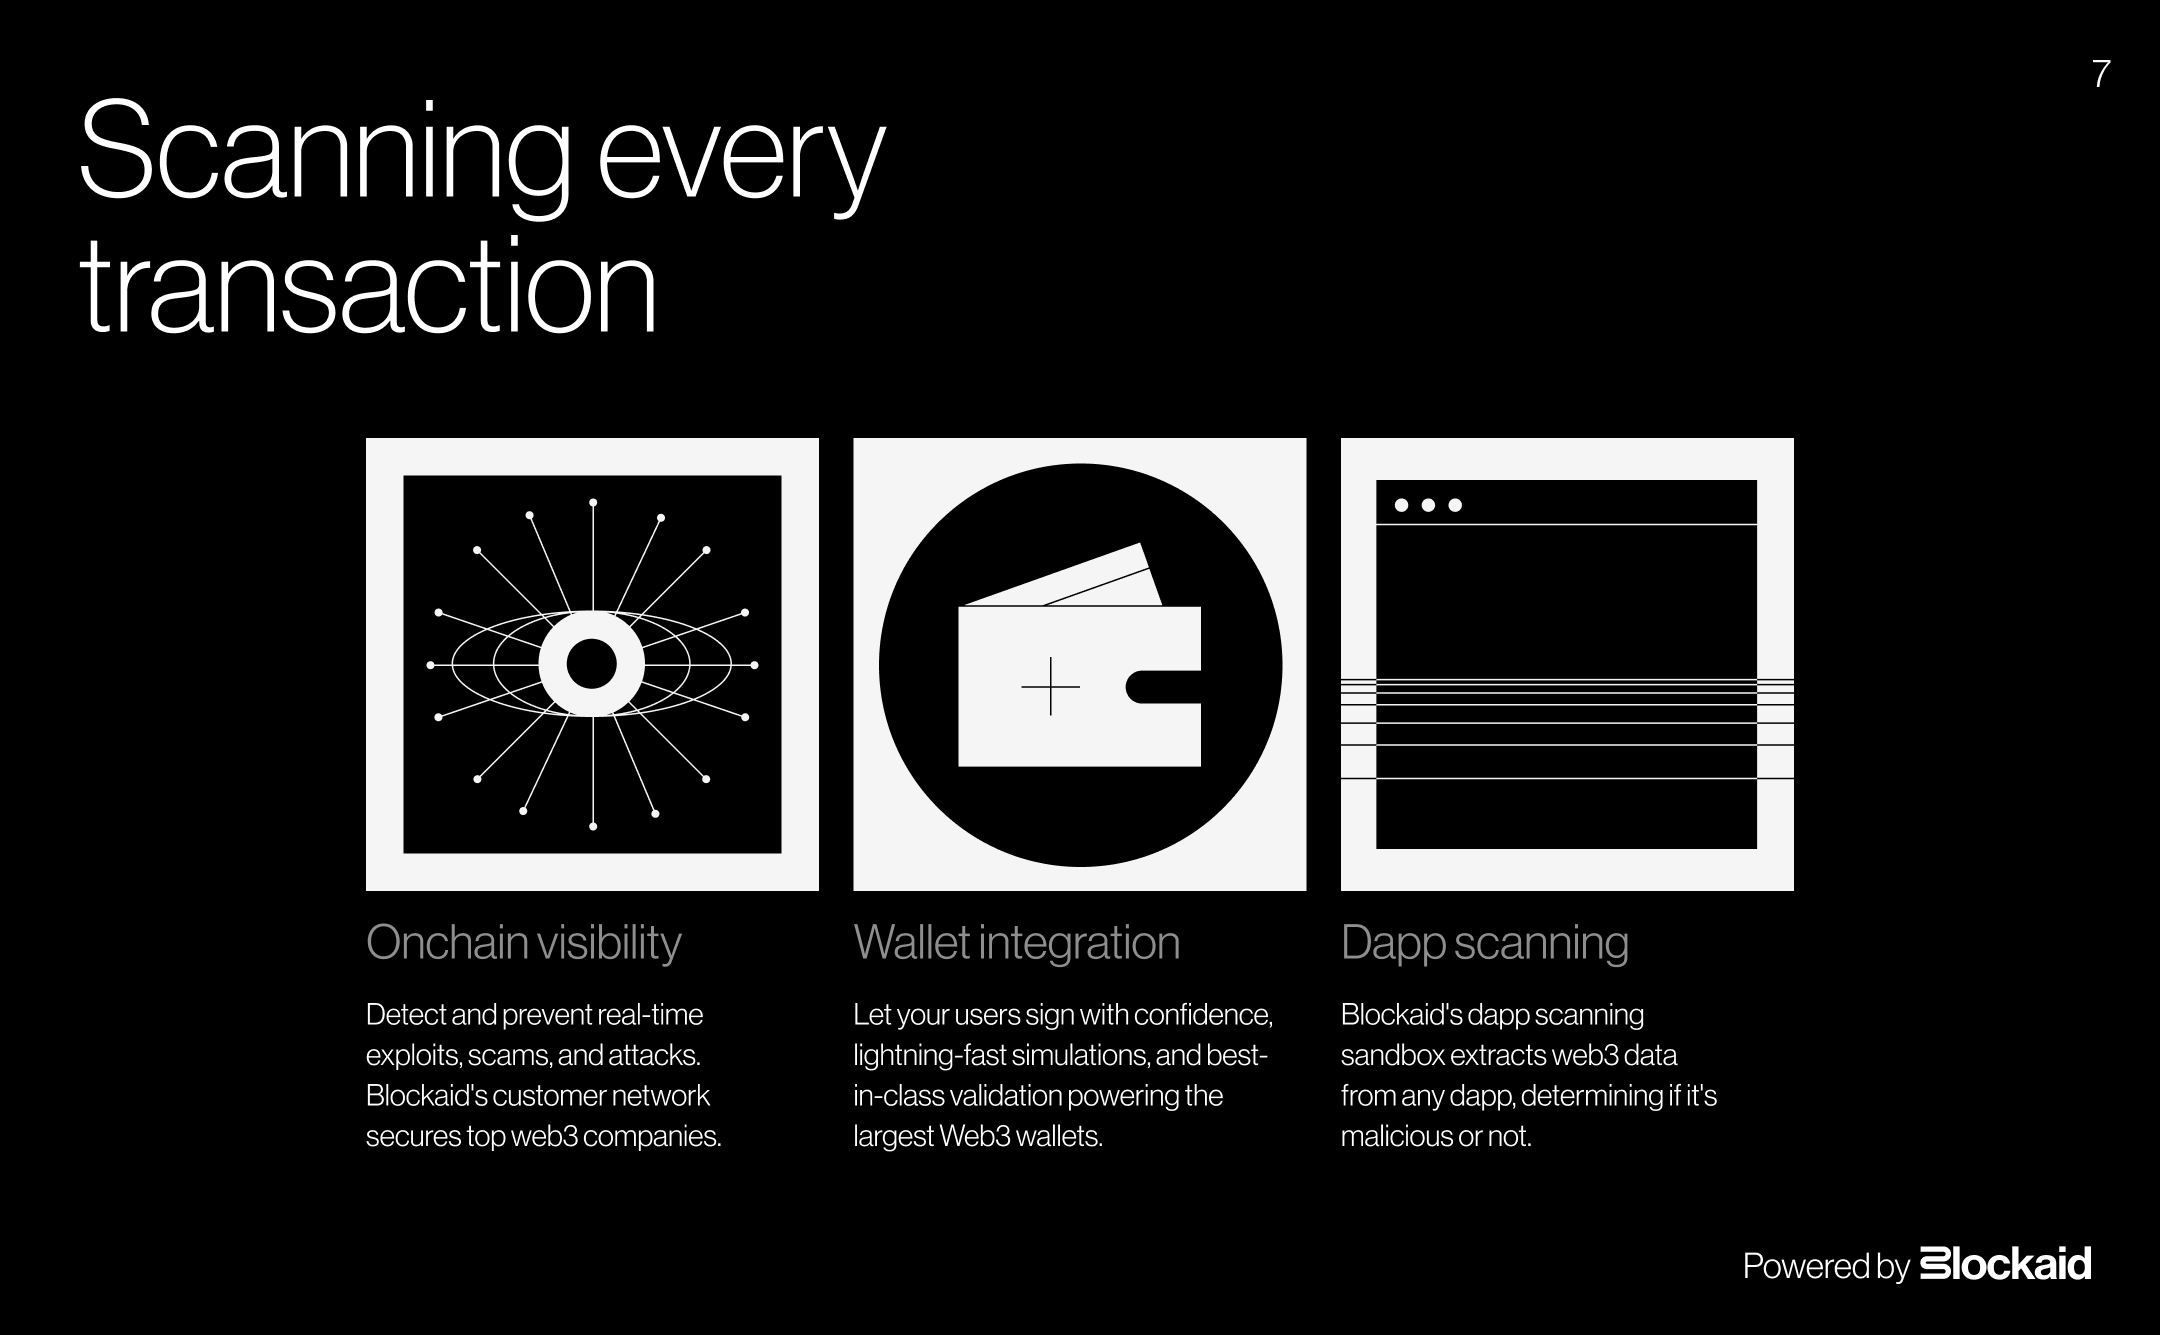 7
Scanning every
transaction
Onchain visibility
Detect and prevent real-time
exploits, scams, and attacks.
Blockaid's customer network
secures top web3 companies.
Wallet integration
Let your users sign with confidence,
lightning-fast simulations, and best-
in-class validation powering the
largest Web3 wallets.
Dapp scanning
Blockaid's dapp scanning
sandbox extracts web3 data
from any dapp, determining if it's
malicious or not.
Powered by Blockaid